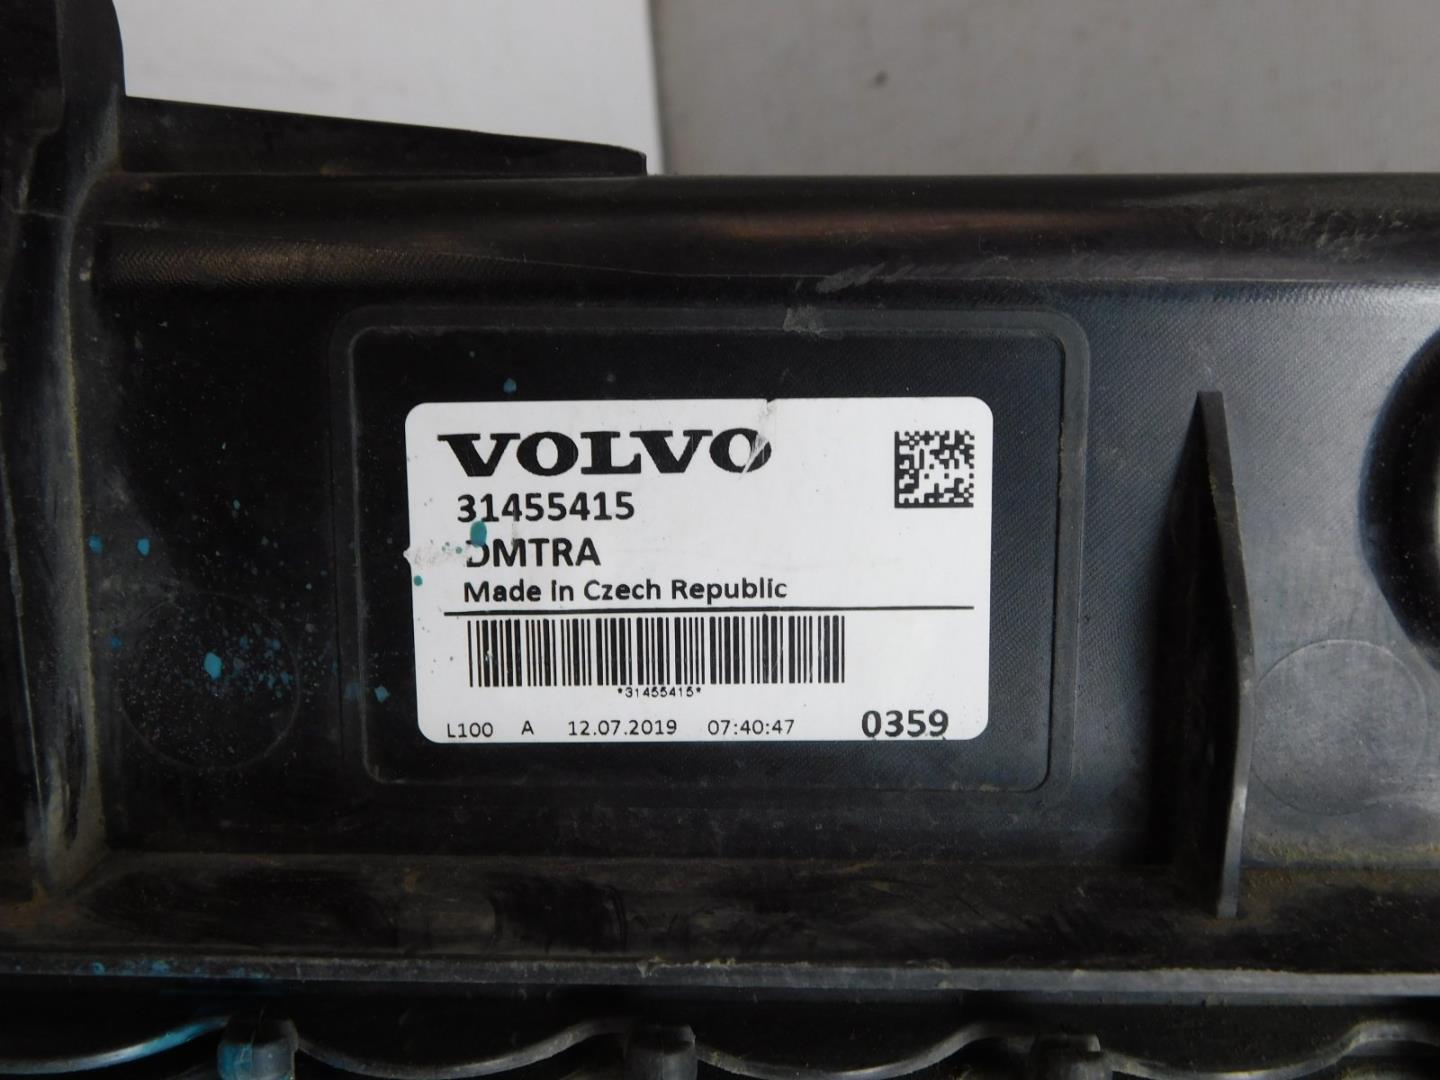 VOLVO
31455415
DMTRA
Made in Czech Republic
*31455415*
L100 A 12.07.2019 07:40:47 0359